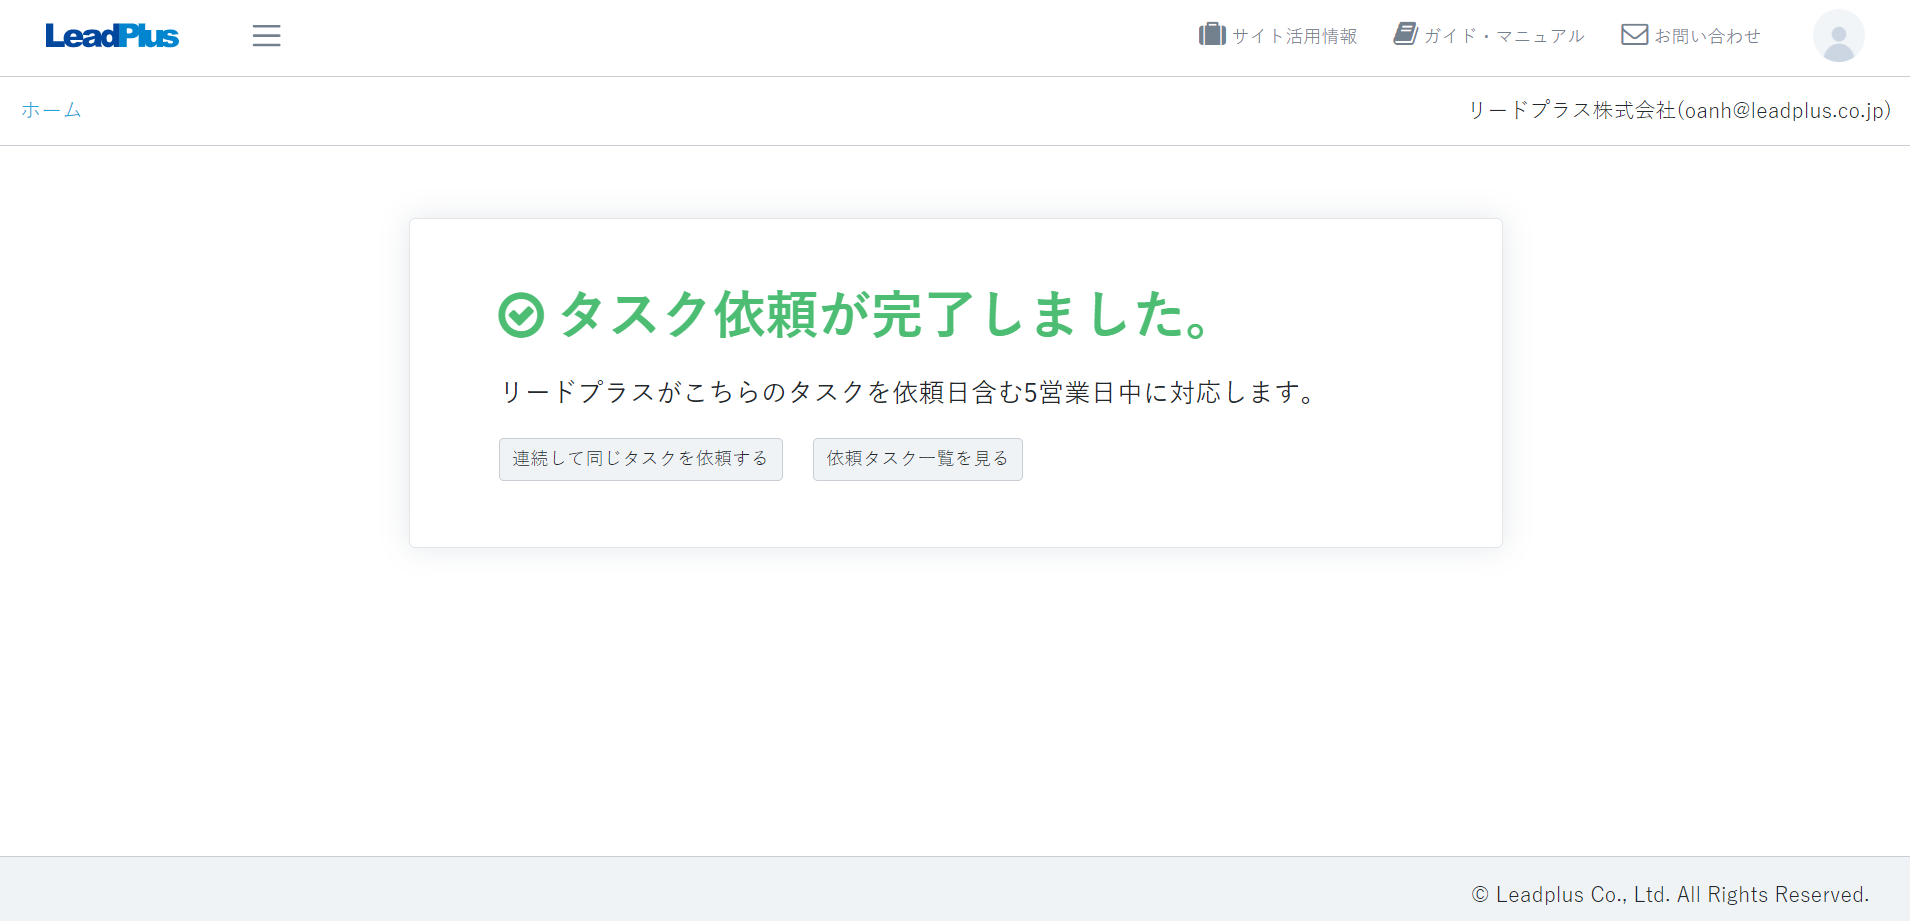 LeadPlus
サイト活用情報
ガイド・マニュアル
お問い合わせ
ホーム
リードプラス株式会社(oanh@leadplus.co.jp)
タスク依頼が完了しました。
リードプラスがこちらのタスクを依頼日含む5営業日中に対応します。
連続して同じタスクを依頼する
依頼タスク一覧を見る
© Leadplus Co., Ltd. All Rights Reserved.